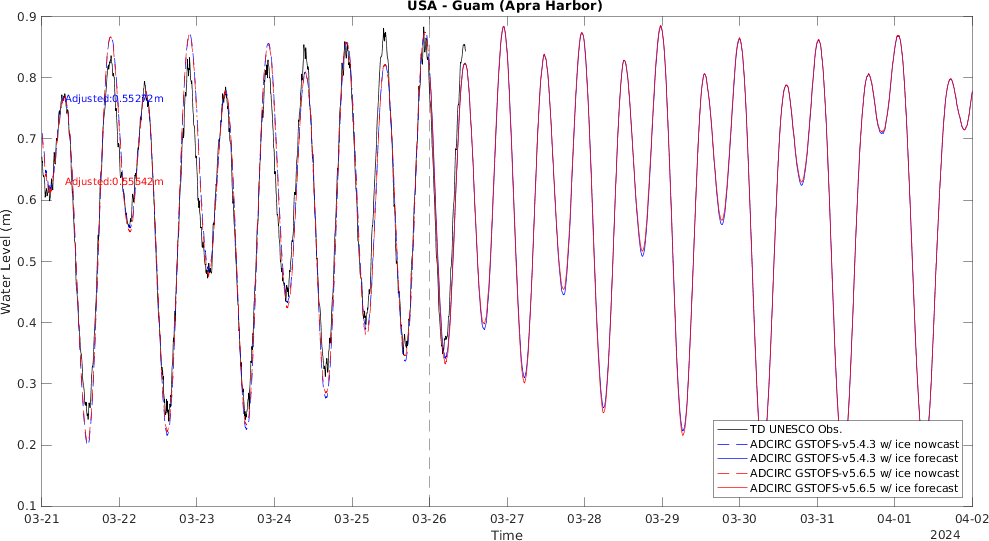 USA - Guam (Apra Harbor)
0.9
0.8
0.7
0.6
0.5
0.4
0.3
0.2
0.1
Water Level (m)
Adjusted:0.55272m
Adjusted:0.55542m
TD UNESCO Obs.
ADCIRC GSTOFS-v5.4.3 w/ ice nowcast
ADCIRC GSTOFS-v5.4.3 w/ ice forecast
ADCIRC GSTOFS-v5.6.5 w/ ice nowcast
ADCIRC GSTOFS-v5.6.5 w/ ice forecast
03-21 03-22 03-23 03-24 03-25 03-26 03-27 03-28 03-29 03-30 03-31 04-01 04-02
Time
2024